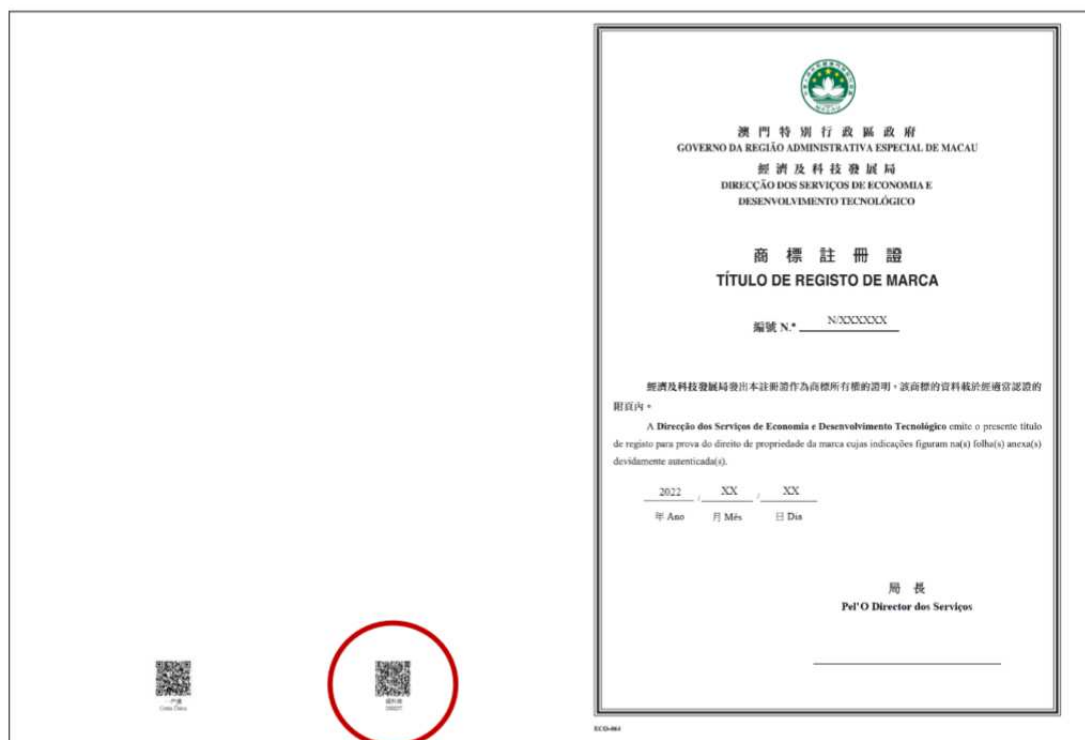 澳門特別行政區政府
GOVERNO DA REGIÃO ADMINISTRATIVA ESPECIAL DE MACAU
經濟及科技發展局
DIRECÇÃO DOS SERVIÇOS DE ECONOMIA E
DESENVOLVIMENTO TECNOLÓGICO
商標註冊證
TÍTULO DE REGISTO DE MARCA
編號 N.º N/XXXXXX
經濟及科技發展局發出本註冊證作為商標所有權的證明，該商標的資料載於經適當認證的
附頁內。
A Direcção dos Serviços de Economia e Desenvolvimento Tecnológico emite o presente título
de registo para prova do direito de propriedade da marca cujas indicações figuram na(s) folha(s) anexa(s)
devidamente autenticada(s).
2022 / XX / XX
年 Ano 月 Mês 日 Dia
局長
Pel'O Director dos Serviços